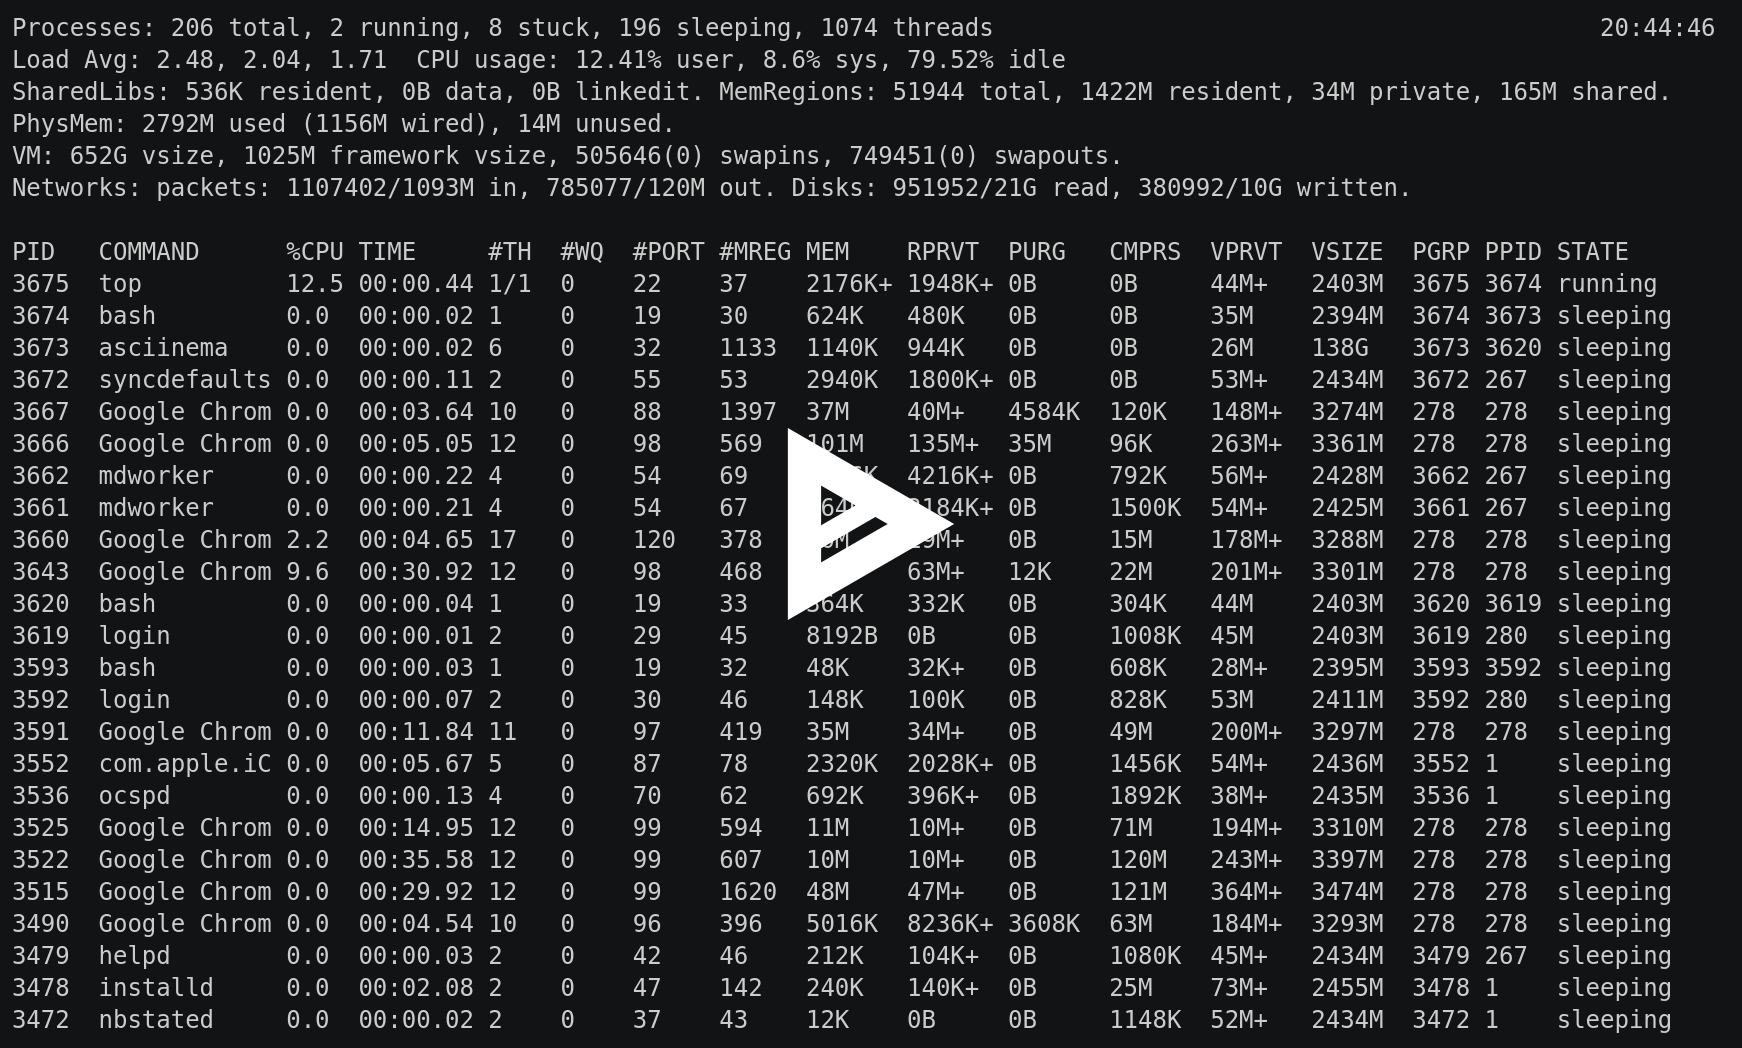 Processes: 206 total, 2 running, 8 stuck, 196 sleeping, 1074 threads 20:44:46
Load Avg: 2.48, 2.04, 1.71 CPU usage: 12.41% user, 8.6% sys, 79.52% idle
SharedLibs: 536K resident, 0B data, 0B linkedit. MemRegions: 51944 total, 1422M resident, 34M private, 165M shared.
PhysMem: 2792M used (1156M wired), 14M unused.
VM: 652G vsize, 1025M framework vsize, 505646(0) swapins, 749451(0) swapouts.
Networks: packets: 1107402/1093M in, 785077/120M out. Disks: 951952/21G read, 380992/10G written.
PID COMMAND %CPU TIME #TH #WQ #PORT #MREG MEM RPRVT PURG CMPRS VPRVT VSIZE PGRP PPID STATE
3675 top 12.5 00:00.44 1/1 0 22 37 2176K+ 1948K+ 0B 0B 44M+ 2403M 3675 3674 running
3674 bash 0.0 00:00.02 1 0 19 30 624K 480K 0B 0B 35M 2394M 3674 3673 sleeping
3673 asciinema 0.0 00:00.02 6 0 32 1133 1140K 944K 0B 0B 26M 138G 3673 3620 sleeping
3672 syncdefaults 0.0 00:00.11 2 0 55 53 2940K 1800K+ 0B 0B 53M+ 2434M 3672 267 sleeping
3667 Google Chrom 0.0 00:03.64 10 0 88 1397 37M 40M+ 4584K 120K 148M+ 3274M 278 278 sleeping
3666 Google Chrom 0.0 00:05.05 12 0 98 569 101M 135M+ 35M 96K 263M+ 3361M 278 278 sleeping
3662 mdworker 0.0 00:00.22 4 0 54 69 4216K+ 0B 792K 56M+ 2428M 3662 267 sleeping
3661 mdworker 0.0 00:00.21 4 0 54 67 0B 1500K 54M+ 2425M 3661 267 sleeping
3660 Google Chrom 2.2 00:04.65 17 0 120 378 0B 15M 178M+ 3288M 278 278 sleeping
3643 Google Chrom 9.6 00:30.92 12 0 98 468 63M+ 12K 22M 201M+ 3301M 278 278 sleeping
3620 bash 0.0 00:00.04 1 0 19 33 332K 0B 304K 44M 2403M 3620 3619 sleeping
3619 login 0.0 00:00.01 2 0 29 45 8192B 0B 0B 1008K 45M 2403M 3619 280 sleeping
3593 bash 0.0 00:00.03 1 0 19 32 48K 32K+ 0B 608K 28M+ 2395M 3593 3592 sleeping
3592 login 0.0 00:00.07 2 0 30 46 148K 100K 0B 828K 53M 2411M 3592 280 sleeping
3591 Google Chrom 0.0 00:11.84 11 0 97 419 35M 34M+ 0B 49M 200M+ 3297M 278 278 sleeping
3552 com.apple.iC 0.0 00:05.67 5 0 87 78 2320K 2028K+ 0B 1456K 54M+ 2436M 3552 1 sleeping
3536 ocspd 0.0 00:00.13 4 0 70 62 692K 396K+ 0B 1892K 38M+ 2435M 3536 1 sleeping
3525 Google Chrom 0.0 00:14.95 12 0 99 594 11M 10M+ 0B 71M 194M+ 3310M 278 278 sleeping
3522 Google Chrom 0.0 00:35.58 12 0 99 607 10M 10M+ 0B 120M 243M+ 3397M 278 278 sleeping
3515 Google Chrom 0.0 00:29.92 12 0 99 1620 48M 47M+ 0B 121M 364M+ 3474M 278 278 sleeping
3490 Google Chrom 0.0 00:04.54 10 0 96 396 5016K 8236K+ 3608K 63M 184M+ 3293M 278 278 sleeping
3479 helpd 0.0 00:00.03 2 0 42 46 212K 104K+ 0B 1080K 45M+ 2434M 3479 267 sleeping
3478 installd 0.0 00:02.08 2 0 47 142 240K 140K+ 0B 25M 73M+ 2455M 3478 1 sleeping
3472 nbstated 0.0 00:00.02 2 0 37 43 12K 0B 0B 1148K 52M+ 2434M 3472 1 sleeping